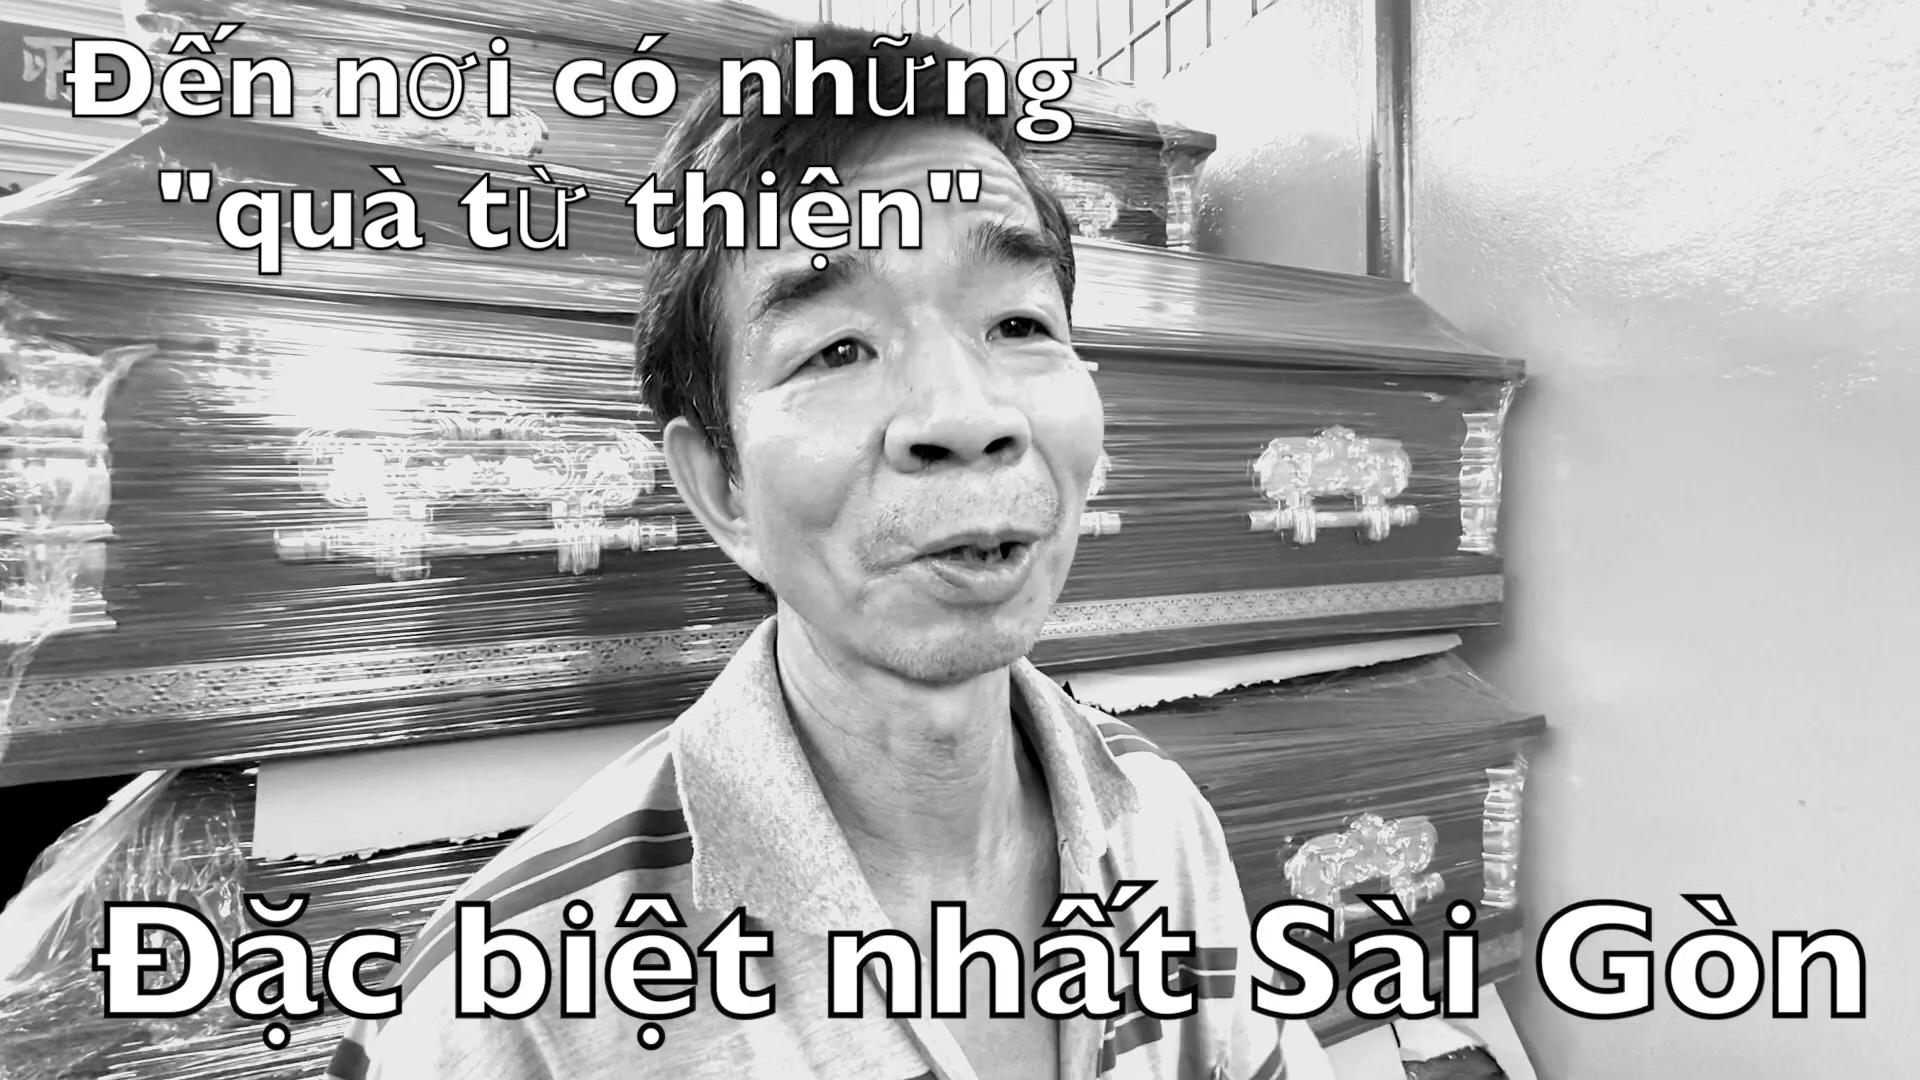 Đến nơi có những
"quà từ thiện"
Đặc biệt nhất Sài Gòn